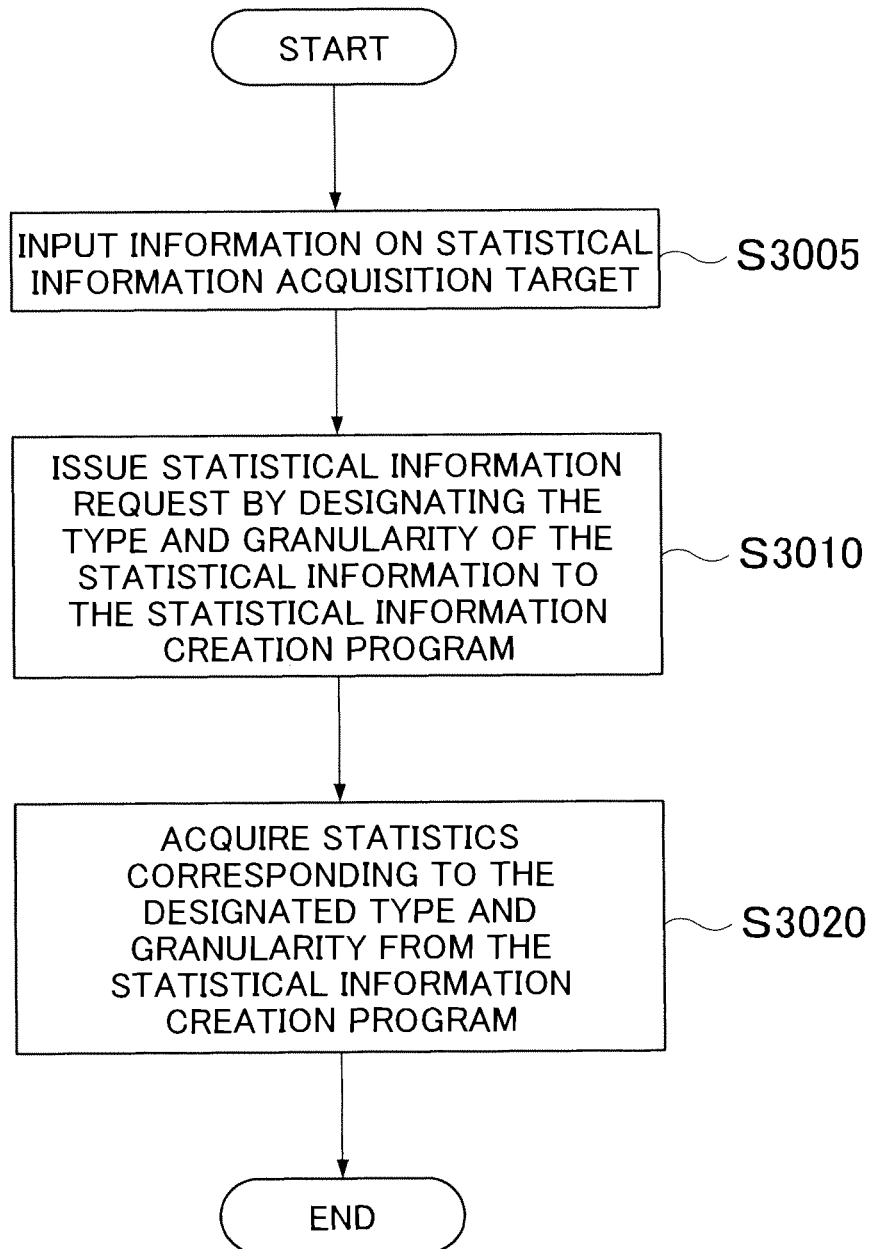 START
INPUT INFORMATION ON STATISTICAL
INFORMATION ACQUISITION TARGET
S3005
ISSUE STATISTICAL INFORMATION
REQUEST BY DESIGNATING THE
TYPE AND GRANULARITY OF THE
STATISTICAL INFORMATION TO
THE STATISTICAL INFORMATION
CREATION PROGRAM
S3010
ACQUIRE STATISTICS
CORRESPONDING TO THE
DESIGNATED TYPE AND
GRANULARITY FROM THE
STATISTICAL INFORMATION
CREATION PROGRAM
S3020
END